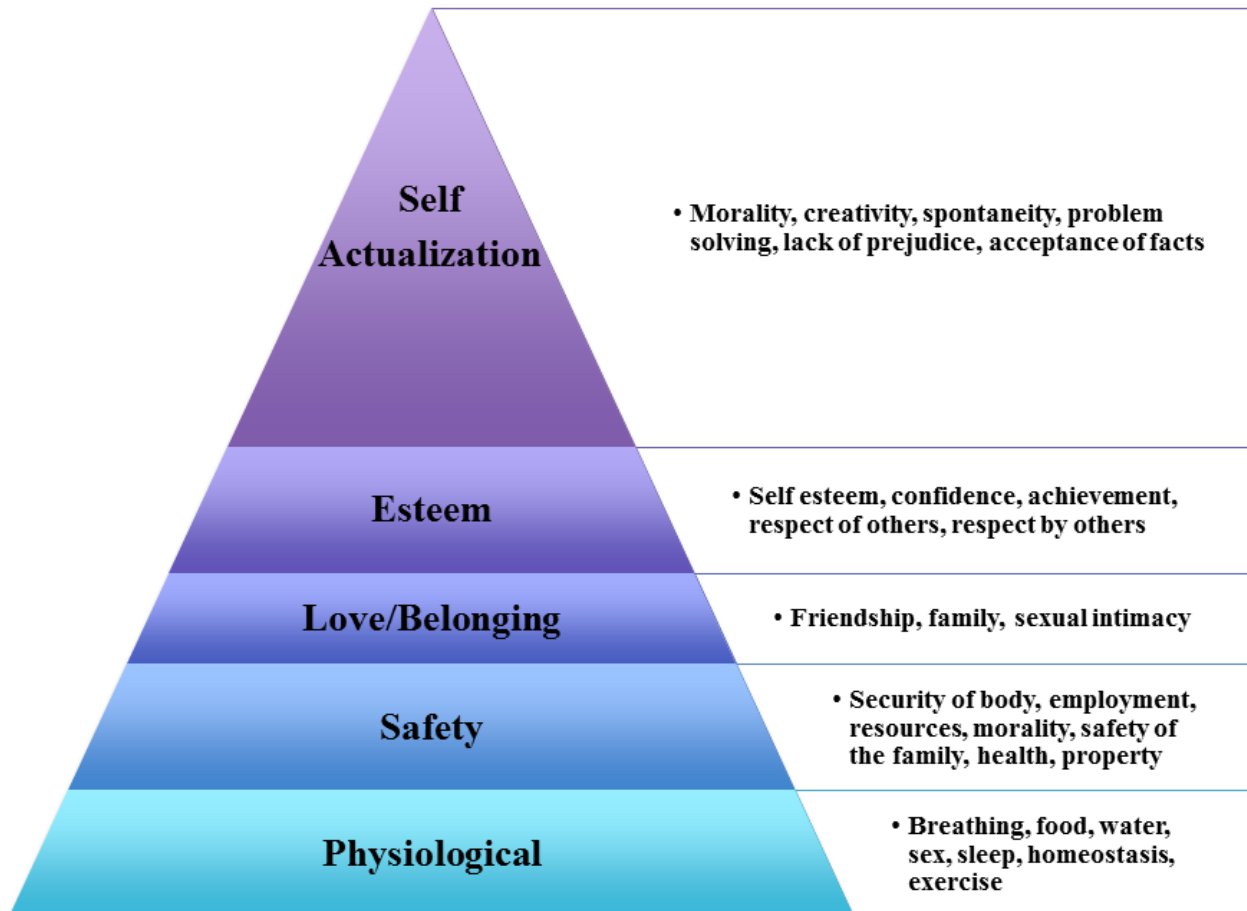 Self
Actualization
• Morality, creativity, spontaneity, problem
solving, lack of prejudice, acceptance of facts
Esteem
• Self esteem, confidence, achievement,
respect of others, respect by others
Love/Belonging
• Friendship, family, sexual intimacy
Safety
• Security of body, employment,
resources, morality, safety of
the family, health, property
Physiological
• Breathing, food, water,
sex, sleep, homeostasis,
exercise